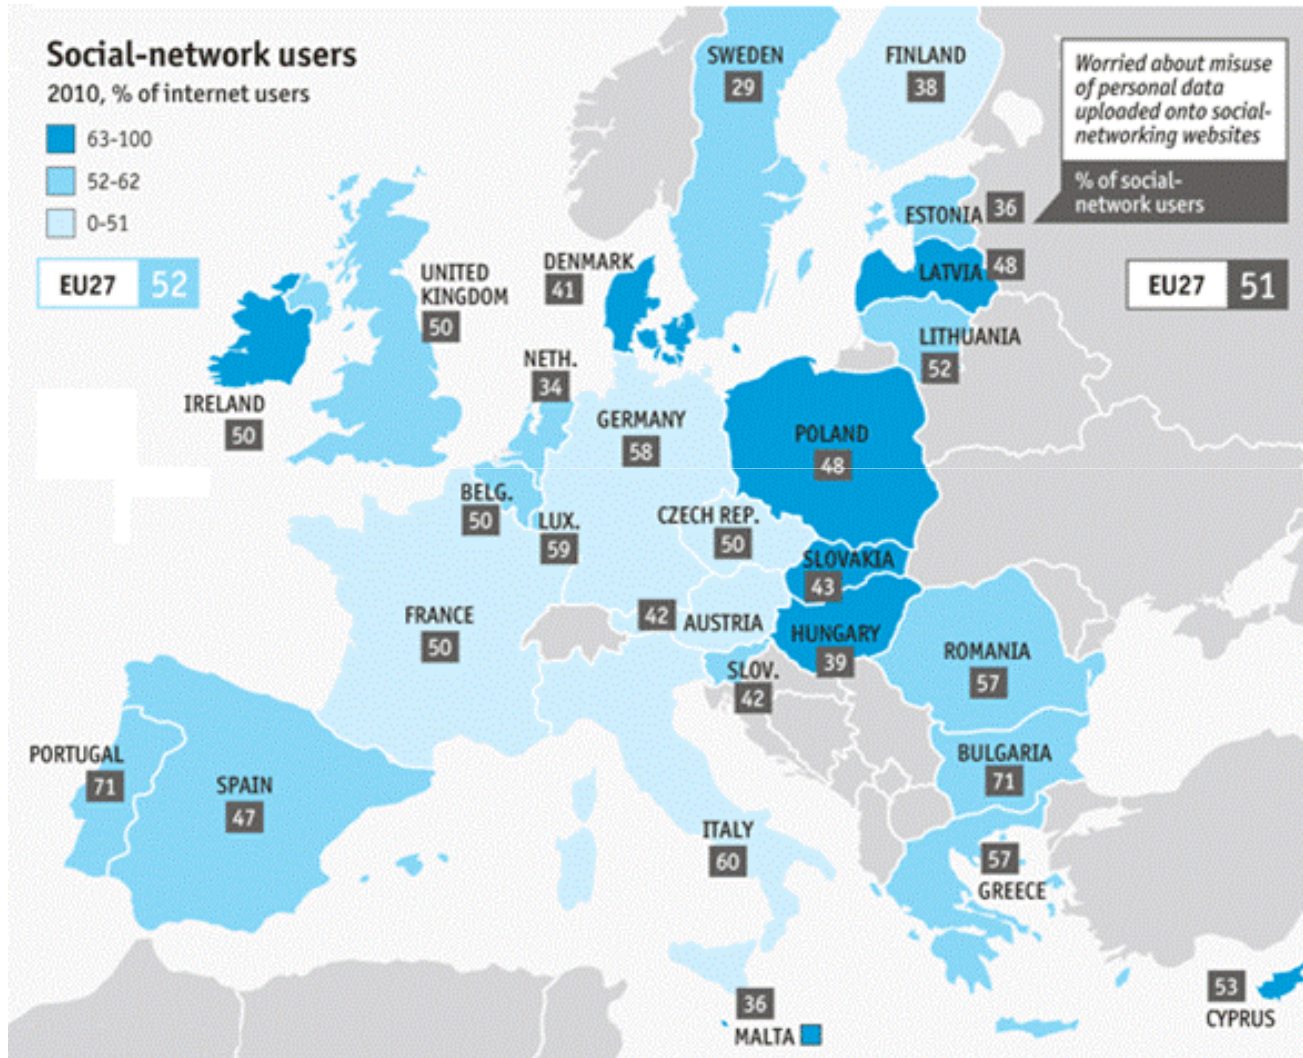 Social-network users
2010, % of internet users
63-100
52-62
0-51
EU27 52
Worried about misuse
of personal data
uploaded onto social-
networking websites
% of social-
network users
EU27 51
SWEDEN
29
FINLAND
38
ESTONIA 36
LATVIA 48
LITHUANIA
52
DENMARK
41
UNITED
KINGDOM
50
IRELAND
50
NETH.
34
GERMANY
58
POLAND
48
BELG.
50
LUX.
59
CZECH REP.
50
SLOVAKIA
43
FRANCE
50
42 AUSTRIA
HUNGARY
39
SLOV.
42
ROMANIA
57
BULGARIA
71
PORTUGAL
71
SPAIN
47
ITALY
60
57
GREECE
36
MALTA
53
CYPRUS